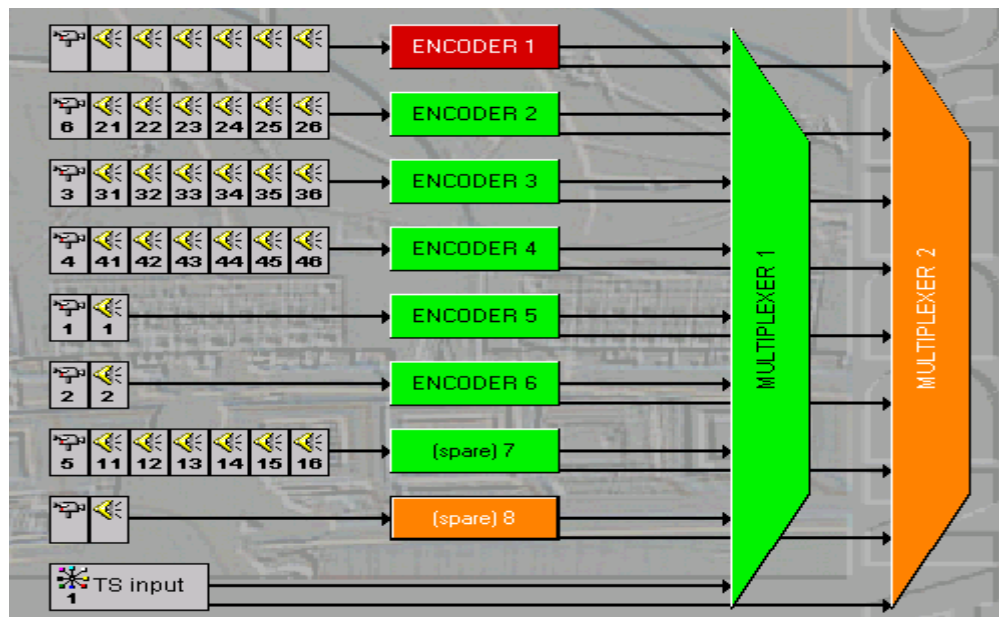 ENCODER 1
6 21 22 23 24 25 26
ENCODER 2
3 31 32 33 34 35 36
ENCODER 3
4 41 42 43 44 45 46
ENCODER 4
1 1
ENCODER 5
2 2
ENCODER 6
5 11 12 13 14 15 16
(spare) 7
(spare) 8
TS input
1
MULTIPLEXER 1
MULTIPLEXER 2